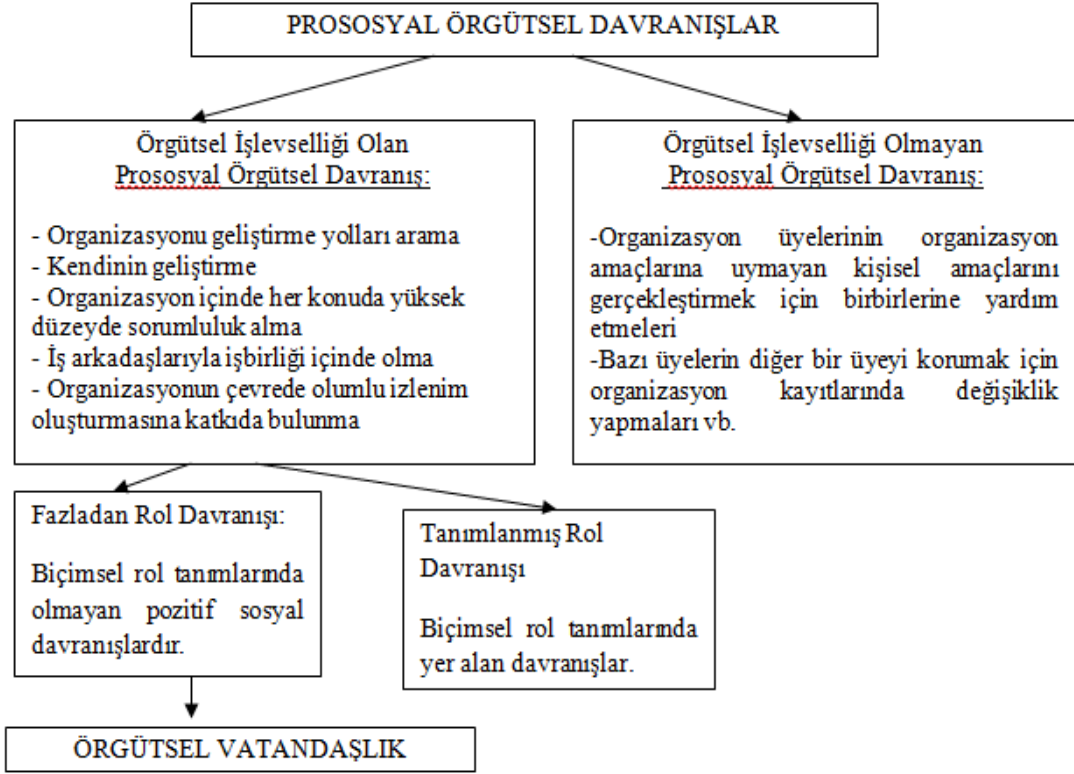 PROSOSYAL ÖRGÜTSEL DAVRANIŞLAR
Örgütsel İşlevselliği Olan
Prososyal Örgütsel Davranış:
- Organizasyonu geliştirme yolları arama
- Kendinin geliştirme
- Organizasyon içinde her konuda yüksek
düzeyde sorumluluk alma
- İş arkadaşlarıyla işbirliği içinde olma
- Organizasyonun çevrede olumlu izlenim
oluşturmasına katkıda bulunma
Örgütsel İşlevselliği Olmayan
Prososyal Örgütsel Davranış:
-Organizasyon üyelerinin organizasyon
amaçlarına uymayan kişisel amaçlarını
gerçekleştirmek için birbirlerine yardım
etmeleri
-Bazı üyelerin diğer bir üyeyi korumak için
organizasyon kayıtlarında değişiklik
yapmaları vb.
Fazladan Rol Davranışı:
Biçimsel rol tanımlarında
olmayan pozitif sosyal
davranışlardır.
Tanımlanmış Rol
Davranışı
Biçimsel rol tanımlarında
yer alan davranışlar.
ÖRGÜTSEL VATANDAŞLIK